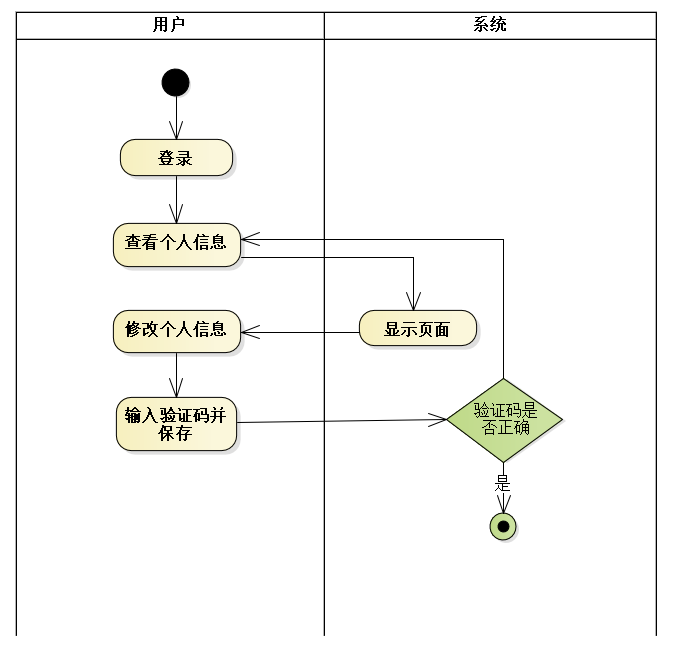 用户
系统
登录
查看个人信息
修改个人信息
显示页面
输入验证码并
保存
验证码是
否正确
是